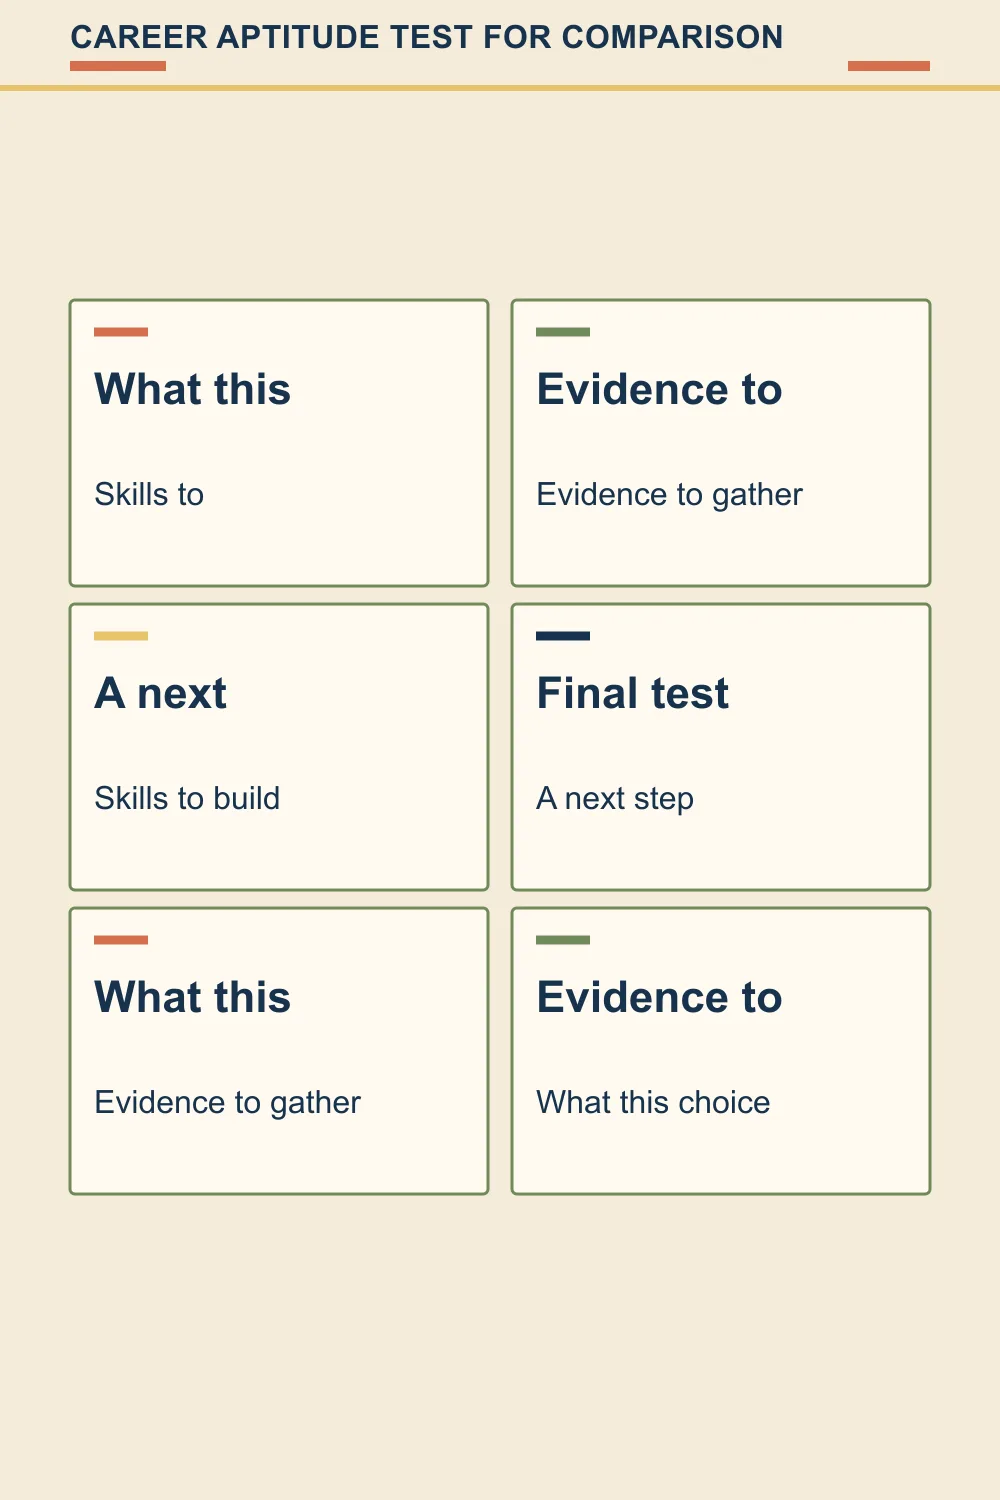 CAREER APTITUDE TEST FOR COMPARISON
What this
Skills to
Evidence to
Evidence to gather
A next
Skills to build
Final test
A next step
What this
Evidence to gather
Evidence to
What this choice